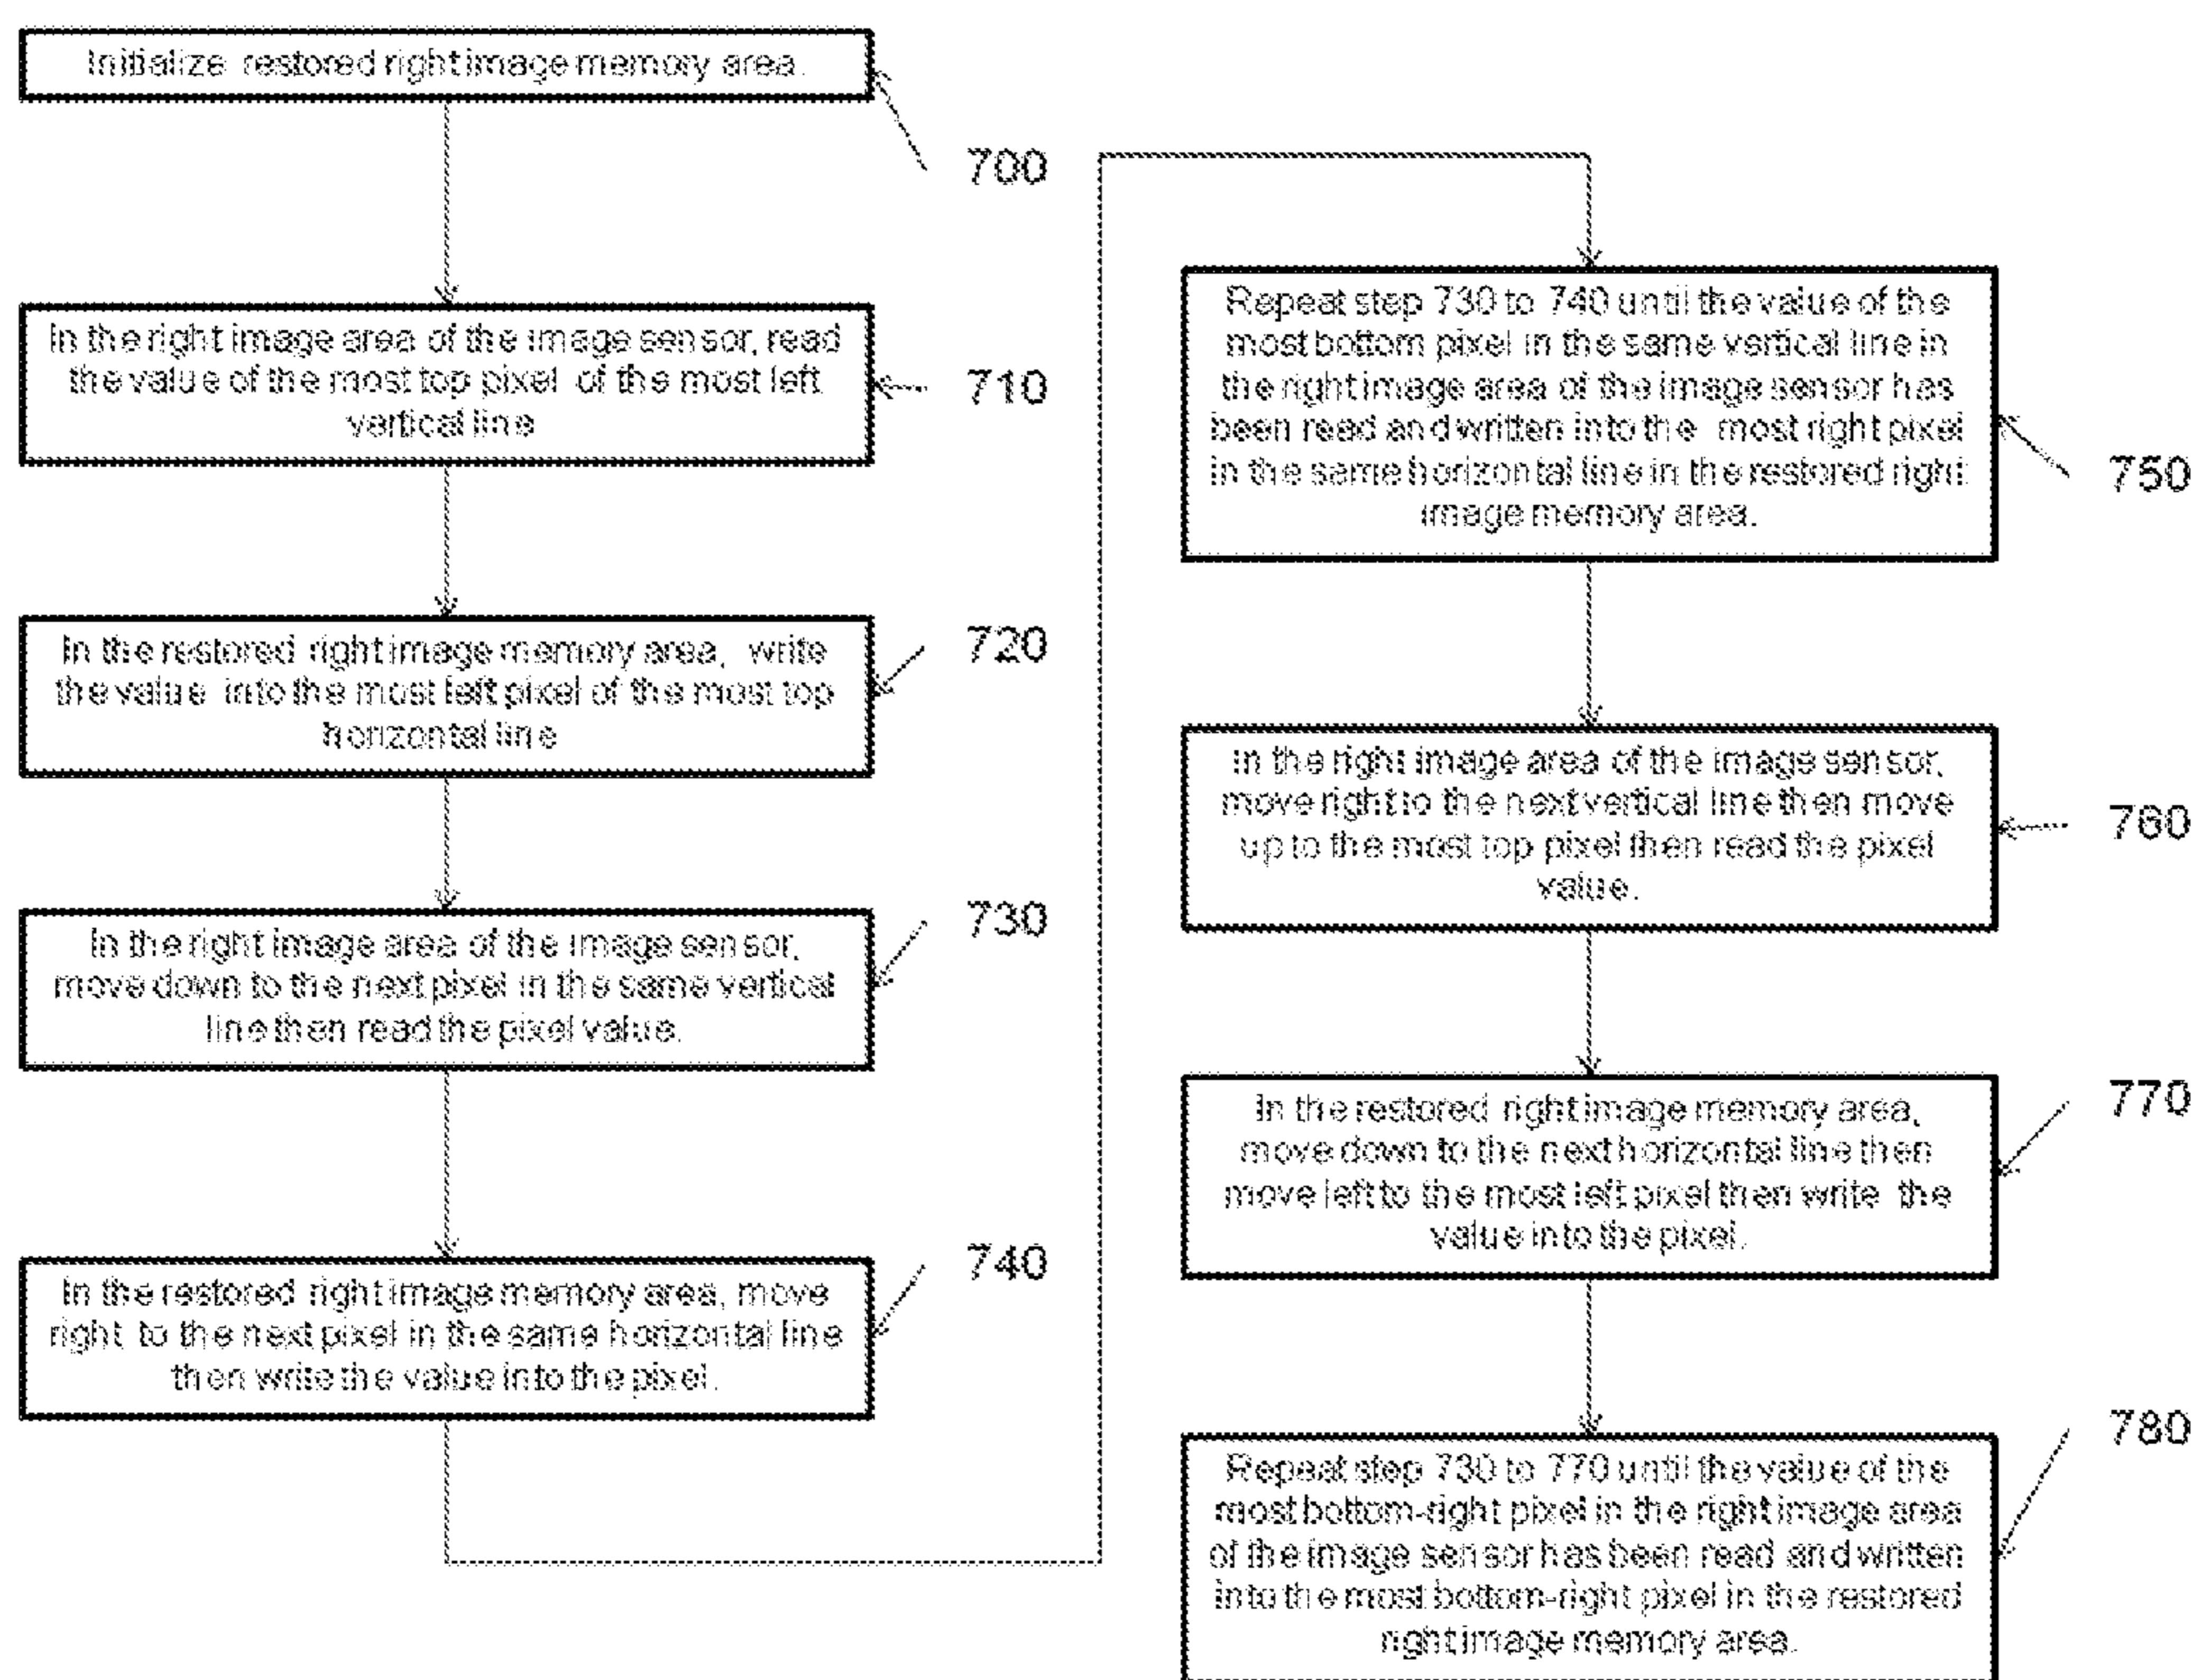 Initialize restored right image memory area.
700
In the right image area of the image sensor, read
the value of the most top pixel of the most left
vertical line
710
In the restored right image memory area, write
the value into the most left pixel of the most top
horizontal line
720
In the right image area of the image sensor,
move down to the next pixel in the same vertical
line then read the pixel value.
730
In the restored right image memory area, move
right to the next pixel in the same horizontal line
then write the value into the pixel.
740
Repeat step 730 to 740 until the value of the
most bottom pixel in the same vertical line in
the right image area of the image sensor has
been read and written into the most right pixel
in the same horizontal line in the restored right
image memory area.
750
In the right image area of the image sensor,
move right to the next vertical line then move
up to the most top pixel then read the pixel
value.
760
In the restored right image memory area,
move down to the next horizontal line then
move left to the most left pixel then write the
value into the pixel.
770
Repeat step 730 to 770 until the value of the
most bottom-right pixel in the right image area
of the image sensor has been read and written
into the most bottom-right pixel in the restored
right image memory area.
780